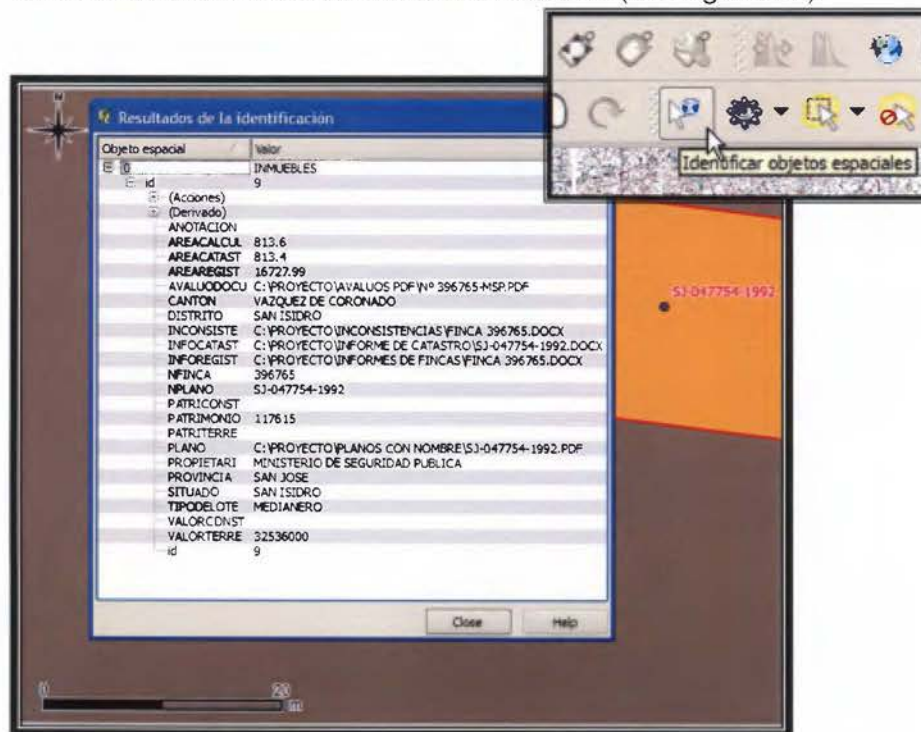 Identificar objetos espaciales
N
Resultados de la identificación
Objeto espacial Valor
0 INMUEBLES
id 9
(Acciones)
(Derivado)
ANOTACION
AREACALCUL 813.6
AREACATAST 813.4
AREAREGIST 16727.99
AVALUODOCU C:\PROYECTO\AVALUOS PDF\Nº 396765-MSP.PDF
CANTON VAZQUEZ DE CORONADO
DISTRITO SAN ISIDRO
INCONSISTE C:\PROYECTO\INCONSISTENCIAS\FINCA 396765.DOCX
INFOCATAST C:\PROYECTO\INFORME DE CATASTRO\SJ-047754-1992.DOCX
INFOREGIST C:\PROYECTO\INFORMES DE FINCAS\FINCA 396765.DOCX
NFINCA 396765
NPLANO SJ-047754-1992
PATRICONST
PATRIMONIO 117615
PATRITERRE
PLANO C:\PROYECTO\PLANOS CON NOMBRE\SJ-047754-1992.PDF
PROPIETARI MINISTERIO DE SEGURIDAD PUBLICA
PROVINCIA SAN JOSE
SITUADO SAN ISIDRO
TIPODELOTE MEDIANERO
VALORCONST
VALORTERRE 32536000
id 9
Close Help
SJ-047754-1992
0 20
m